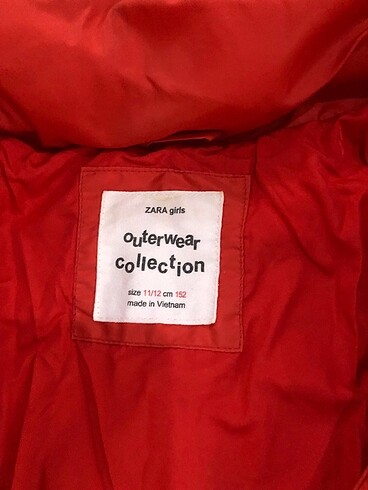 ZARA girls
outerwear
collection
size 11/12 cm 152
made in Vietnam